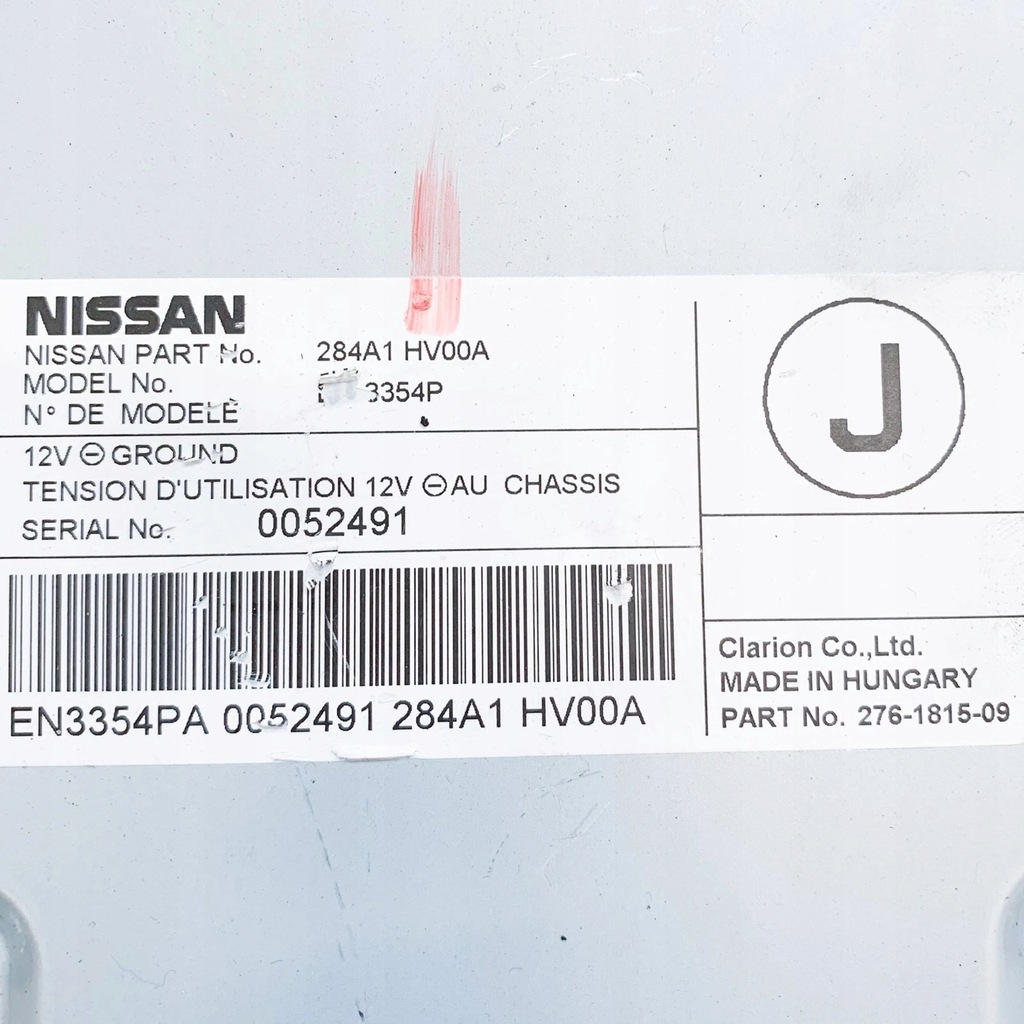 NISSAN
NISSAN PART No. 284A1 HV00A
MODEL No.
N° DE MODELÈ 3354P
12V ⊖ GROUND
TENSION D'UTILISATION 12V ⊖ AU CHASSIS
SERIAL No. 0052491
EN3354PA 0052491 284A1 HV00A
J
Clarion Co.,Ltd.
MADE IN HUNGARY
PART No. 276-1815-09